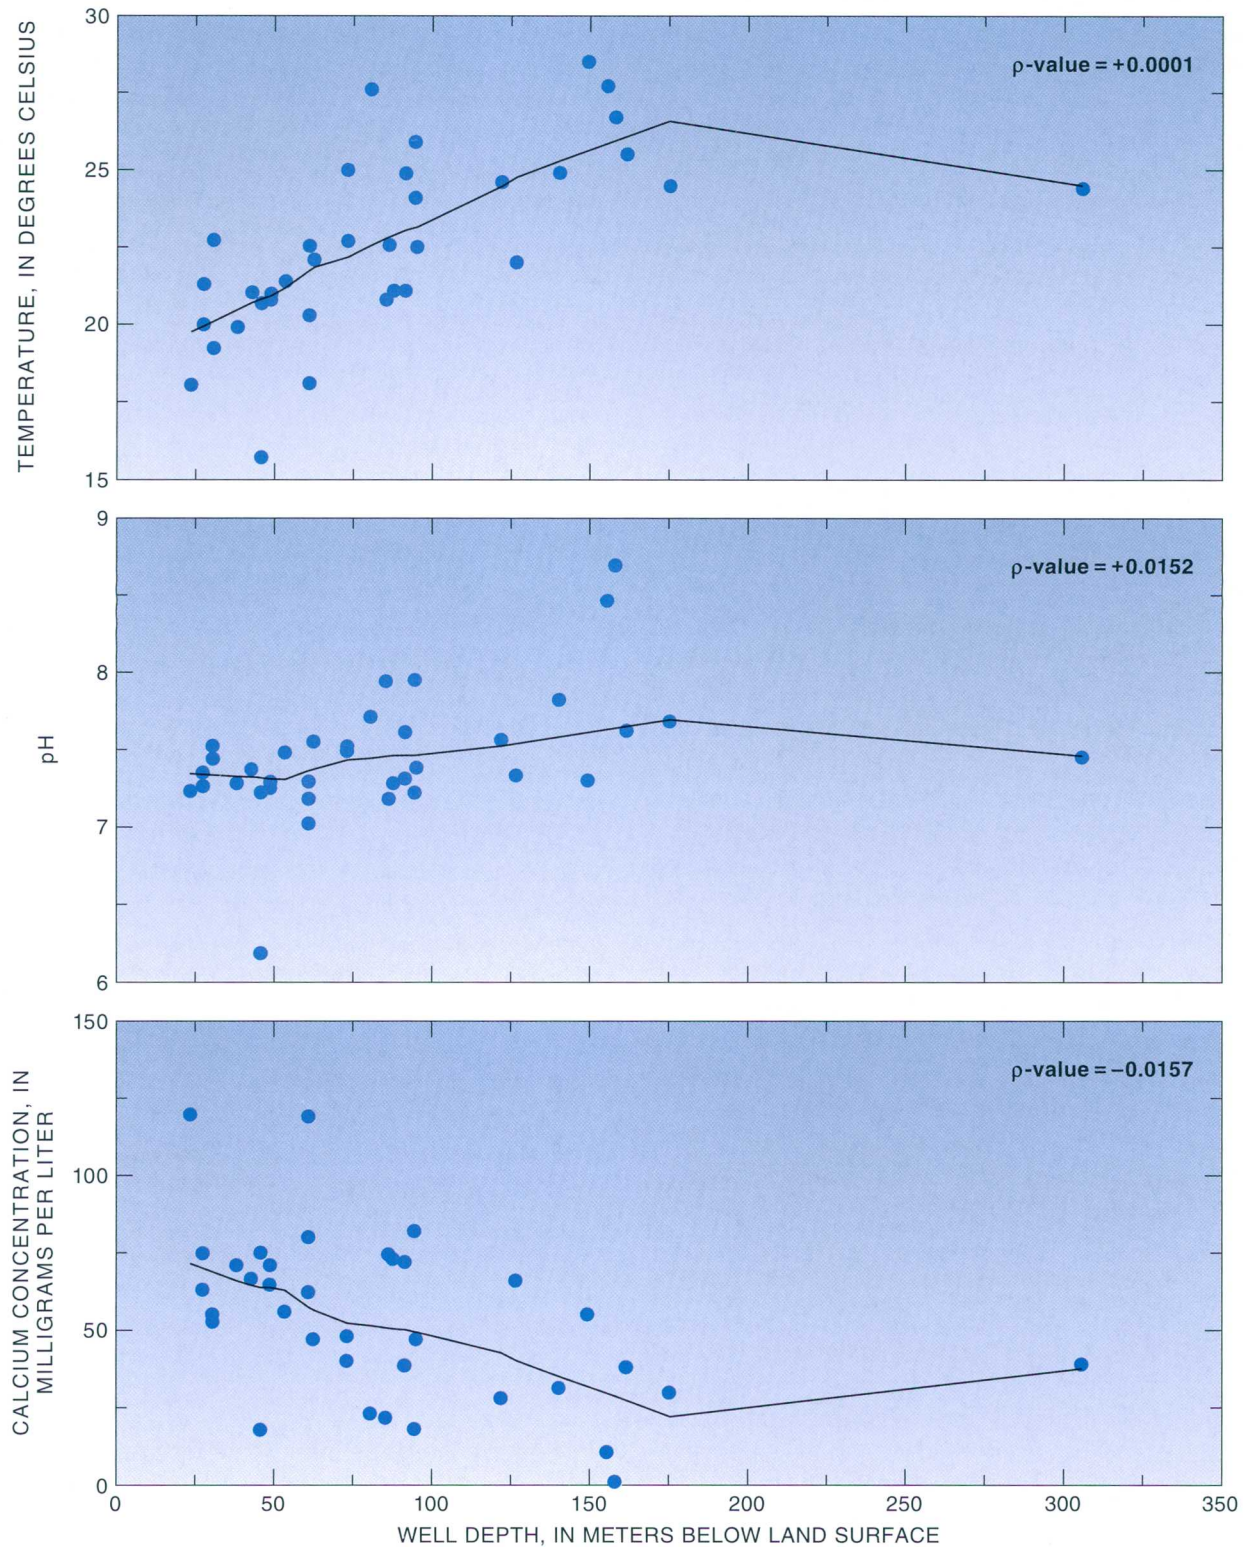 30
25
20
15
TEMPERATURE, IN DEGREES CELSIUS
ρ-value = +0.0001
9
8
7
6
pH
ρ-value = +0.0152
150
100
50
0
CALCIUM CONCENTRATION, IN
MILLIGRAMS PER LITER
ρ-value = −0.0157
0 50 100 150 200 250 300 350
WELL DEPTH, IN METERS BELOW LAND SURFACE